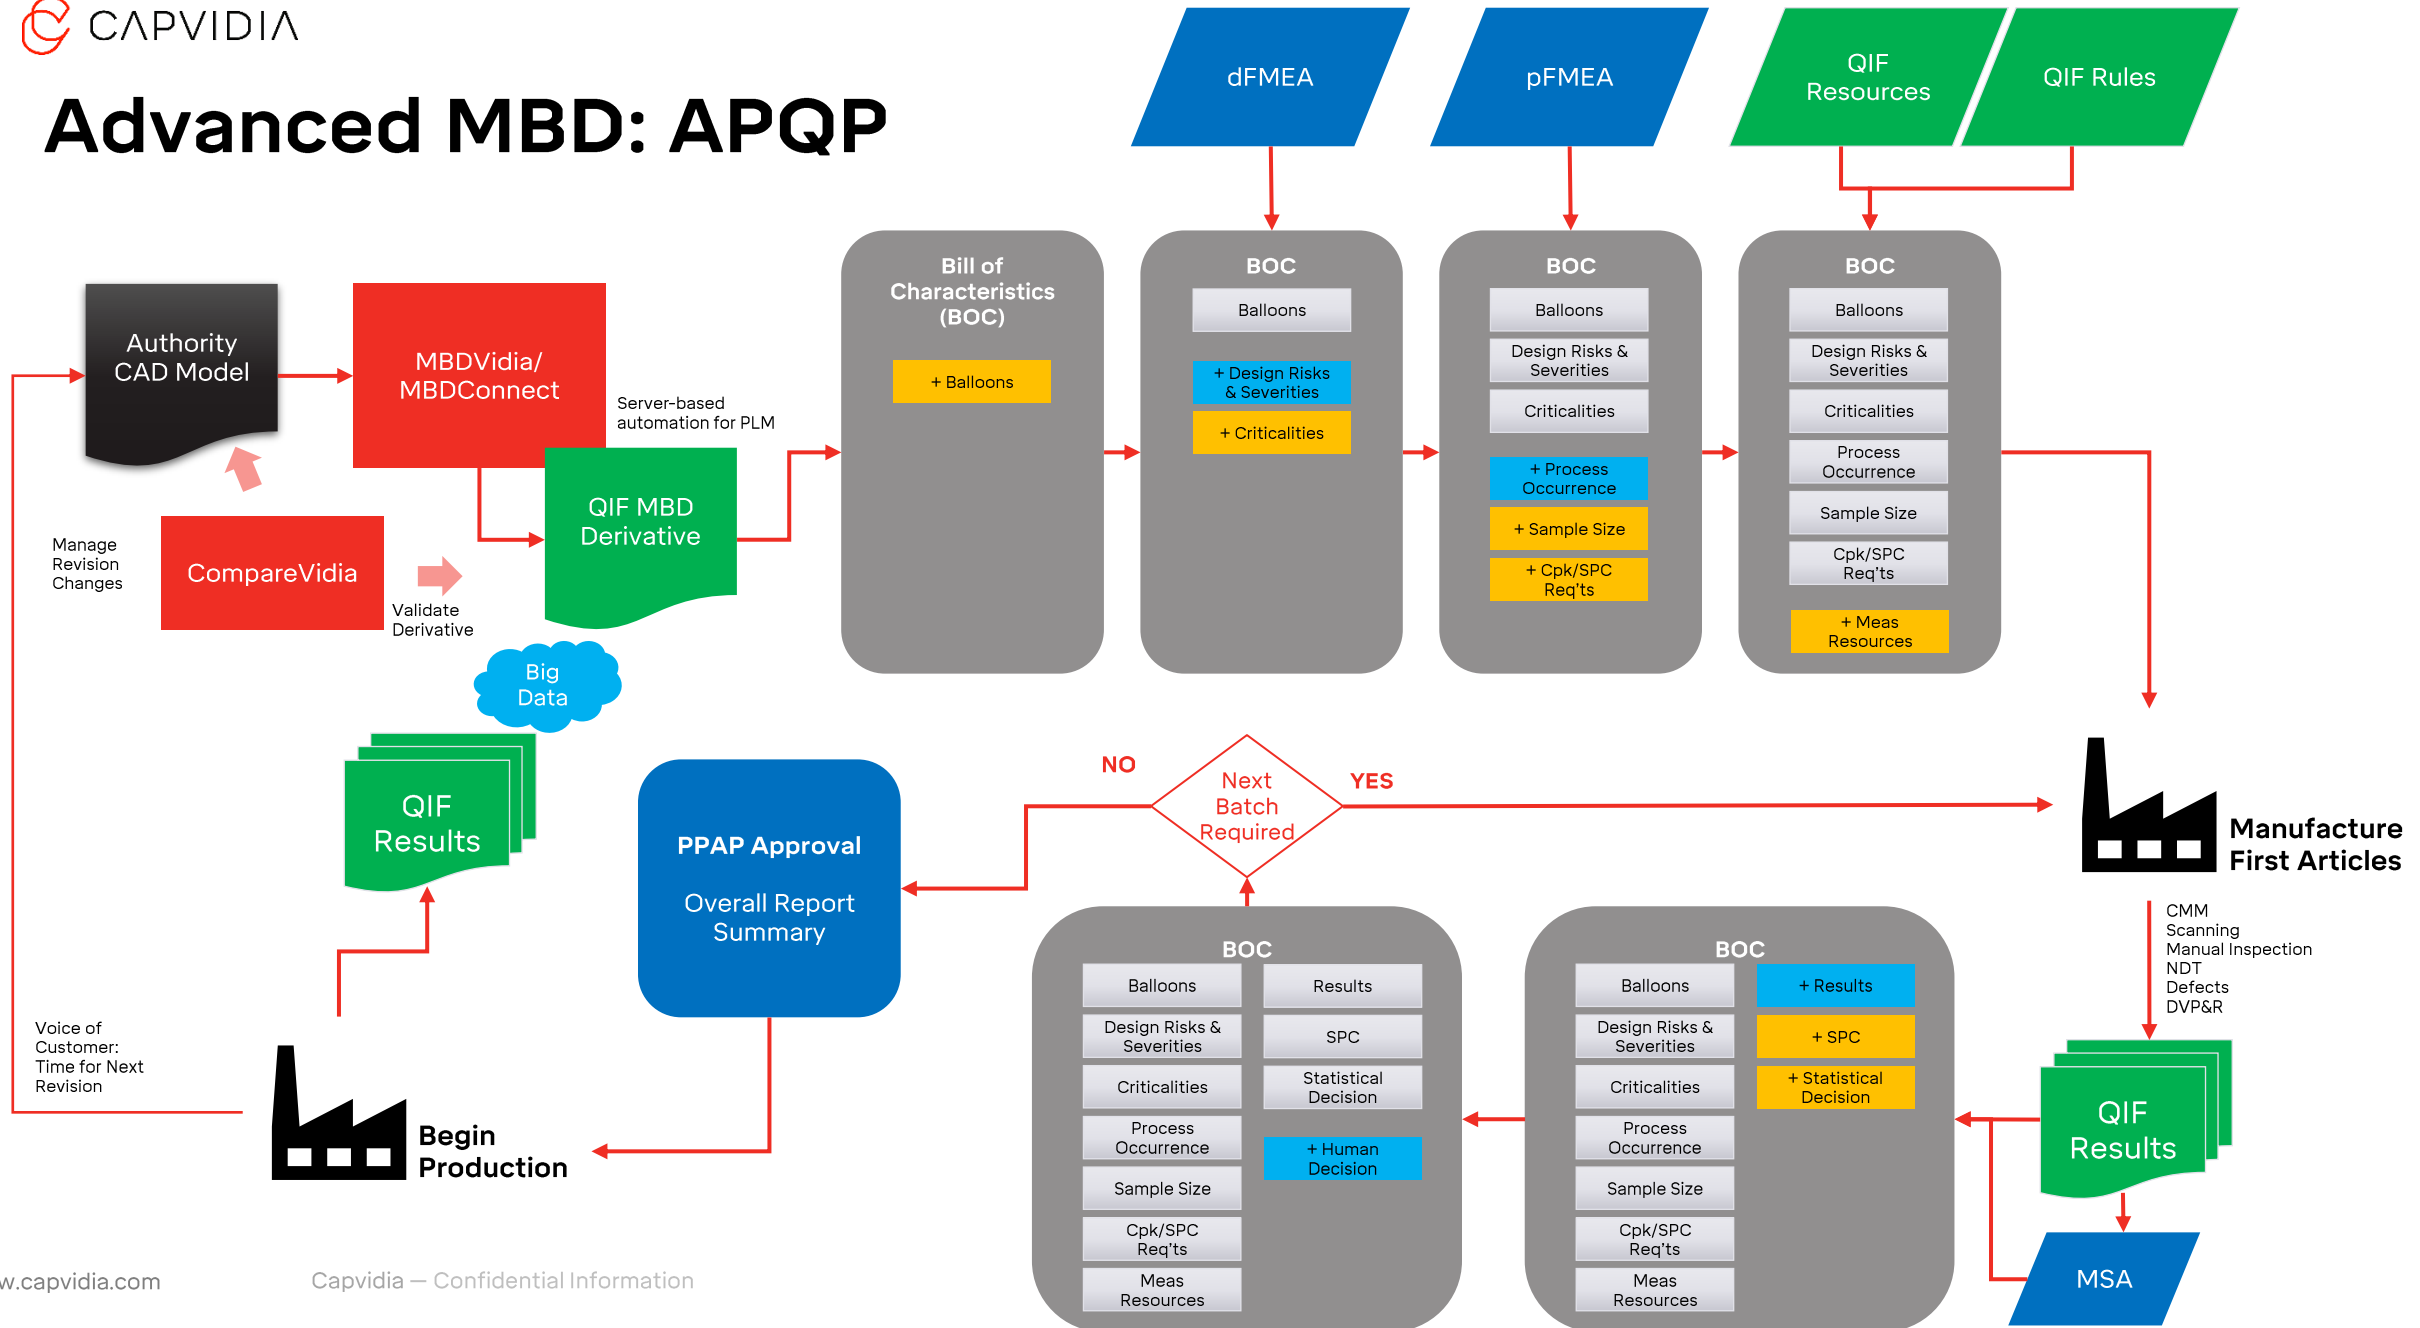 CAPVIDIA
Advanced MBD: APQP
dFMEA
pFMEA
QIF
Resources
QIF Rules
Authority
CAD Model
MBDVidia/
MBDConnect
Server-based
automation for PLM
QIF MBD
Derivative
Manage
Revision
Changes
CompareVidia
Validate
Derivative
Big
Data
Bill of
Characteristics
(BOC)
+ Balloons
BOC
Balloons
+ Design Risks
& Severities
+ Criticalities
BOC
Balloons
Design Risks &
Severities
Criticalities
+ Process
Occurrence
+ Sample Size
+ Cpk/SPC
Req'ts
BOC
Balloons
Design Risks &
Severities
Criticalities
Process
Occurrence
Sample Size
Cpk/SPC
Req'ts
+ Meas
Resources
Manufacture
First Articles
CMM
Scanning
Manual Inspection
NDT
Defects
DVP&R
QIF
Results
MSA
BOC
Balloons
Design Risks &
Severities
Criticalities
Process
Occurrence
Sample Size
Cpk/SPC
Req'ts
Meas
Resources
+ Results
+ SPC
+ Statistical
Decision
BOC
Balloons
Design Risks &
Severities
Criticalities
Process
Occurrence
Sample Size
Cpk/SPC
Req'ts
Meas
Resources
Results
SPC
Statistical
Decision
+ Human
Decision
Next
Batch
Required
NO
YES
PPAP Approval
Overall Report
Summary
QIF
Results
Begin
Production
Voice of
Customer:
Time for Next
Revision
w.capvidia.com
Capvidia — Confidential Information